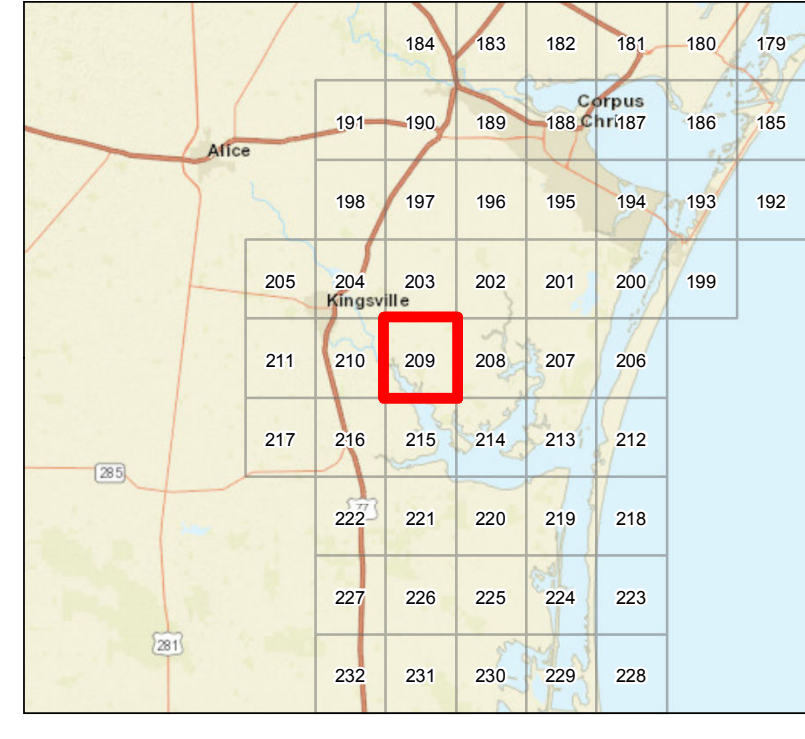 184 183 182 181 180 179
Corpus
191 190 189 188 Christi 187 186 185
Alice
198 197 196 195 194 193 192
205 204 203 202 201 200 199
Kingsville
211 210 209 208 207 206
217 216 215 214 213 212
285
77
222 221 220 219 218
227 226 225 224 223
281
232 231 230 229 228